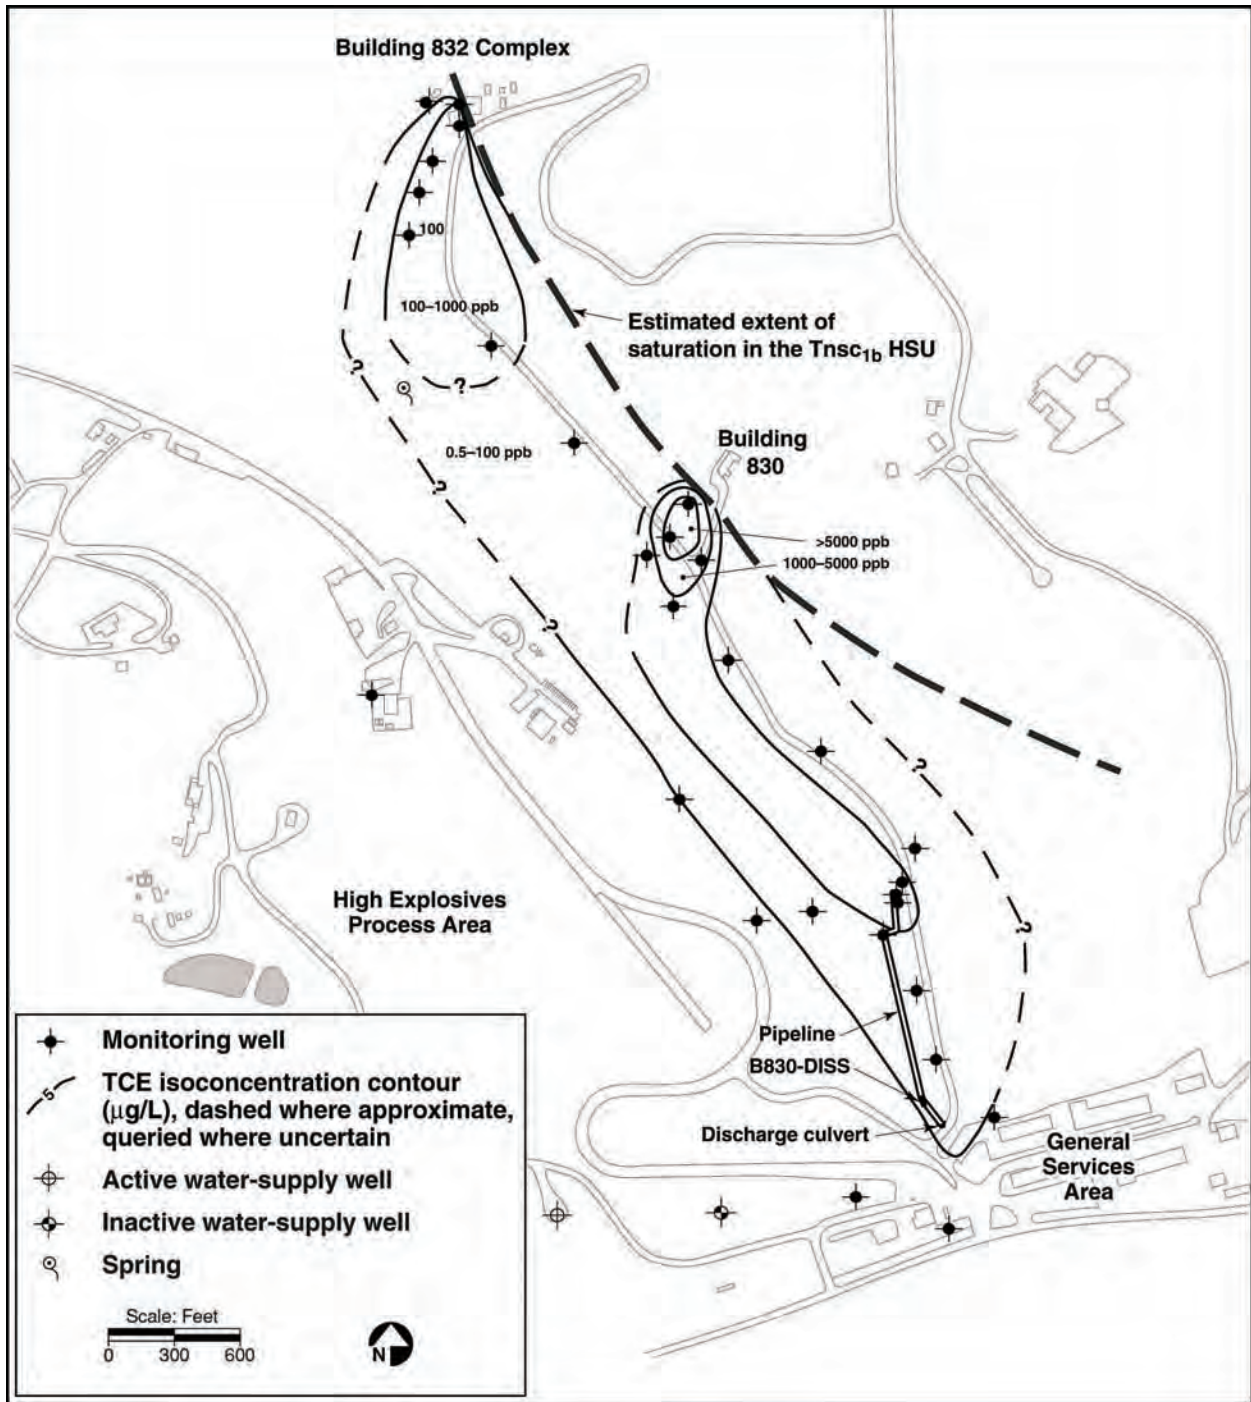 Building 832 Complex
100
100–1000 ppb
Estimated extent of
saturation in the Tnsc1b HSU
?
?
0.5–100 ppb
Building
830
?
>5000 ppb
1000–5000 ppb
?
?
High Explosives
Process Area
?
Pipeline
B830-DISS
Discharge culvert
General
Services
Area
Monitoring well
5
TCE isoconcentration contour
(μg/L), dashed where approximate,
queried where uncertain
Active water-supply well
Inactive water-supply well
Spring
Scale: Feet
0 300 600
N